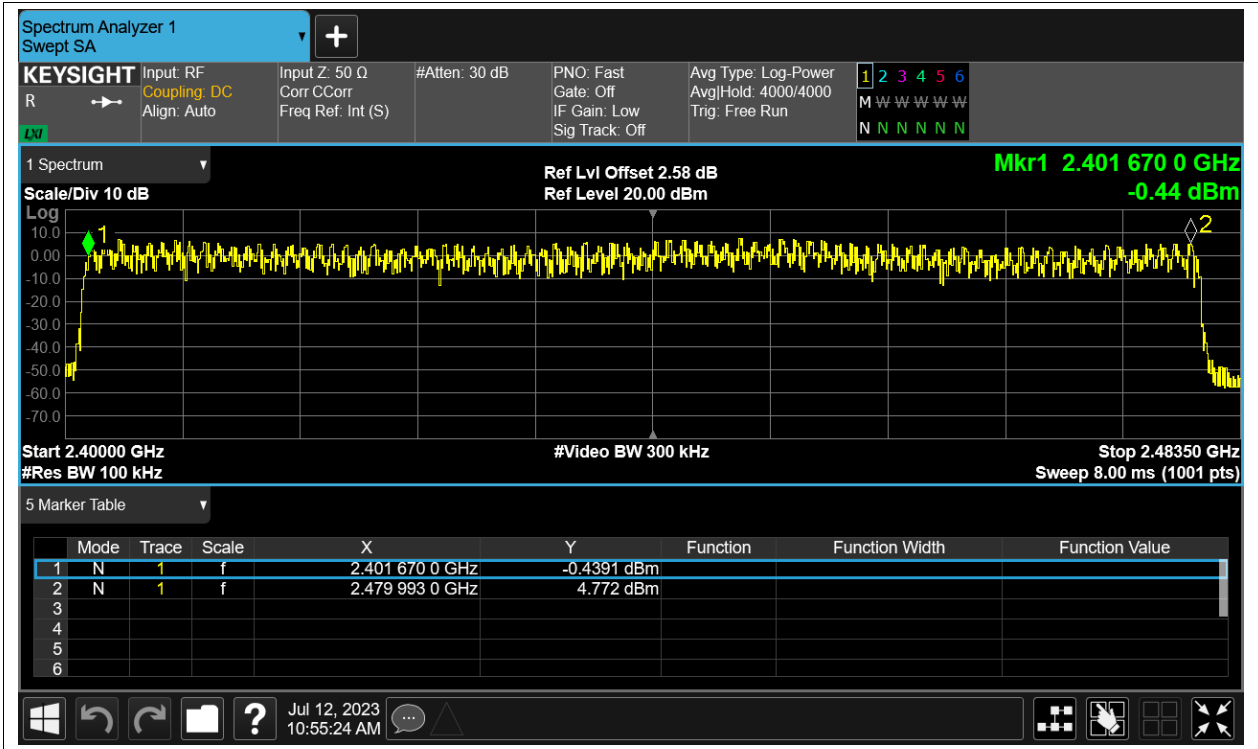 Spectrum Analyzer 1
Swept SA
+
KEYSIGHT
R
LXI
Input: RF
Coupling: DC
Align: Auto
Input Z: 50 Ω
Corr CCorr
Freq Ref: Int (S)
#Atten: 30 dB
PNO: Fast
Gate: Off
IF Gain: Low
Sig Track: Off
Avg Type: Log-Power
Avg|Hold: 4000/4000
Trig: Free Run
1 2 3 4 5 6
M W W W W W
N N N N N N
1 Spectrum
Scale/Div 10 dB
Ref Lvl Offset 2.58 dB
Ref Level 20.00 dBm
Mkr1 2.401 670 0 GHz
-0.44 dBm
Log
10.0
0.00
-10.0
-20.0
-30.0
-40.0
-50.0
-60.0
-70.0
1
2
Start 2.40000 GHz
#Res BW 100 kHz
#Video BW 300 kHz
Stop 2.48350 GHz
Sweep 8.00 ms (1001 pts)
5 Marker Table
Mode Trace Scale X Y Function Function Width Function Value
1 N 1 f 2.401 670 0 GHz -0.4391 dBm
2 N 1 f 2.479 993 0 GHz 4.772 dBm
3
4
5
6
?
Jul 12, 2023
10:55:24 AM